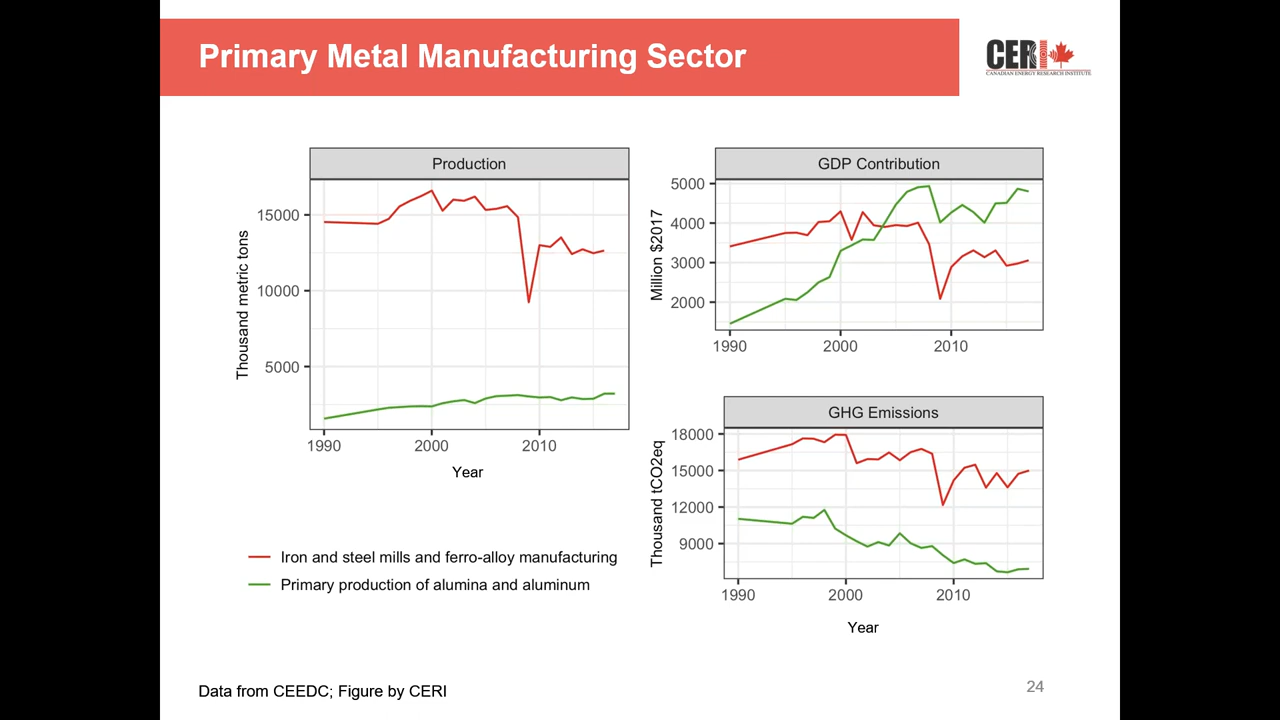 Primary Metal Manufacturing Sector
CERI
CANADIAN ENERGY RESEARCH INSTITUTE
Production
Thousand metric tons
15000
10000
5000
1990 2000 2010
Year
GDP Contribution
Million $2017
5000
4000
3000
2000
1990 2000 2010
GHG Emissions
Thousand tCO2eq
18000
15000
12000
9000
1990 2000 2010
Year
Iron and steel mills and ferro-alloy manufacturing
Primary production of alumina and aluminum
Data from CEEDC; Figure by CERI
24